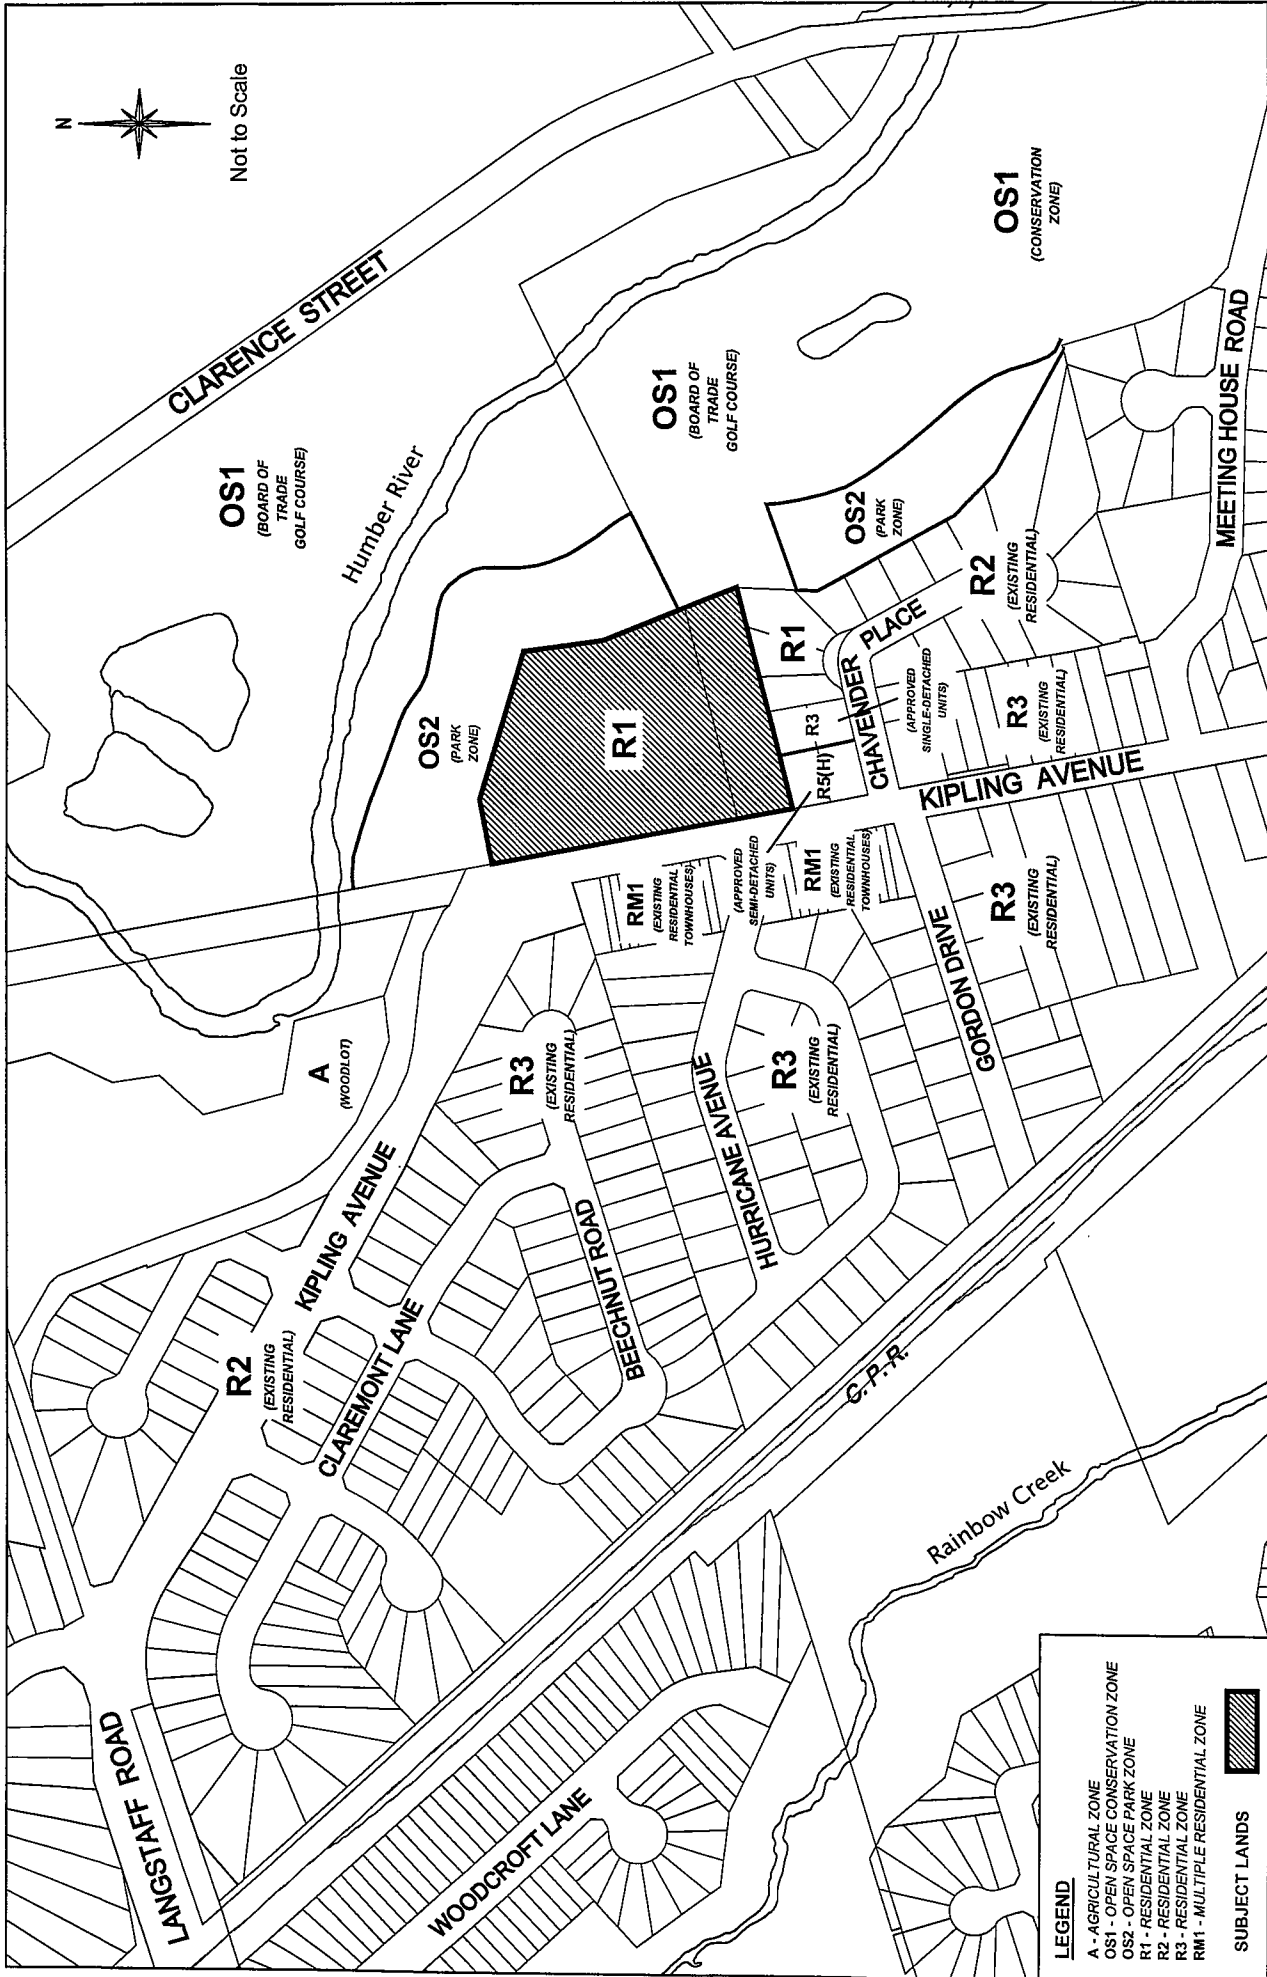 N
Not to Scale
CLARENCE STREET
OS1
(BOARD OF
TRADE
GOLF COURSE)
Humber River
OS1
(BOARD OF
TRADE
GOLF COURSE)
OS1
(CONSERVATION
ZONE)
OS2
(PARK
ZONE)
OS2
(PARK
ZONE)
R1
R1
R2
(EXISTING
RESIDENTIAL)
MEETING HOUSE ROAD
CHAVENDER PLACE
R3
(APPROVED
SINGLE-DETACHED
UNITS)
R3
(EXISTING
RESIDENTIAL)
R5(H)
KIPLING AVENUE
RM1
(EXISTING
RESIDENTIAL
TOWNHOUSES)
(APPROVED
SEMI-DETACHED
UNITS)
RM1
(EXISTING
RESIDENTIAL
TOWNHOUSES)
R3
(EXISTING
RESIDENTIAL)
GORDON DRIVE
A
(WOODLOT)
R3
(EXISTING
RESIDENTIAL)
R3
(EXISTING
RESIDENTIAL)
HURRICANE AVENUE
KIPLING AVENUE
BEECHNUT ROAD
CLAREMONT LANE
R2
(EXISTING
RESIDENTIAL)
C.P.R.
Rainbow Creek
LANGSTAFF ROAD
WOODCROFT LANE
LEGEND
A - AGRICULTURAL ZONE
OS1 - OPEN SPACE CONSERVATION ZONE
OS2 - OPEN SPACE PARK ZONE
R1 - RESIDENTIAL ZONE
R2 - RESIDENTIAL ZONE
R3 - RESIDENTIAL ZONE
RM1 - MULTIPLE RESIDENTIAL ZONE
SUBJECT LANDS